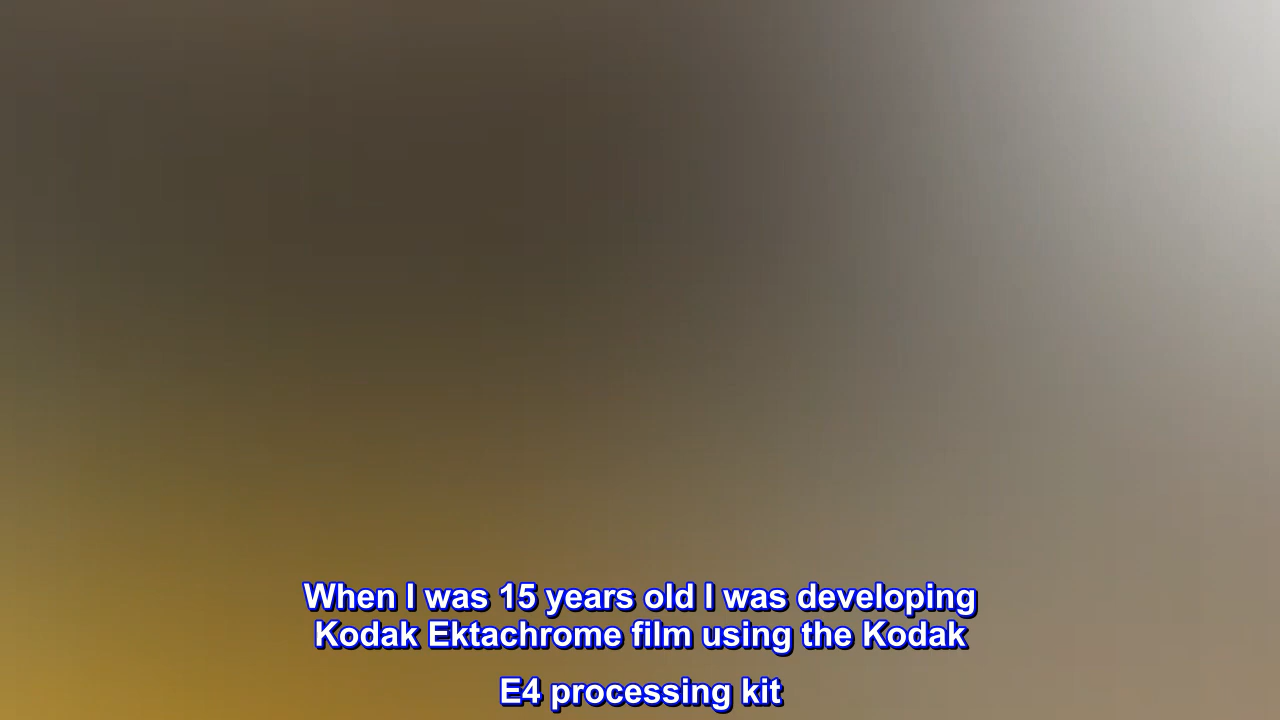 When I was 15 years old I was developing
Kodak Ektachrome film using the Kodak
E4 processing kit